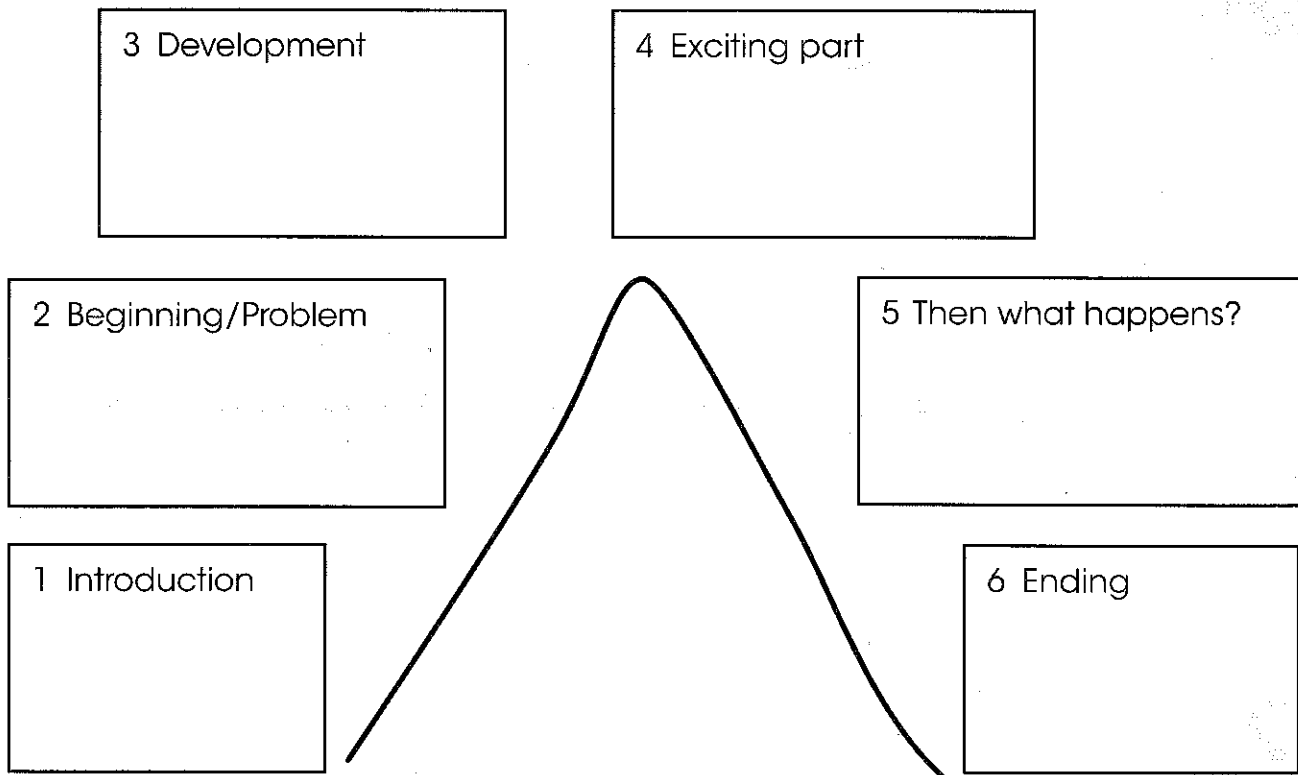 3 Development
4 Exciting part
2 Beginning/Problem
5 Then what happens?
1 Introduction
6 Ending